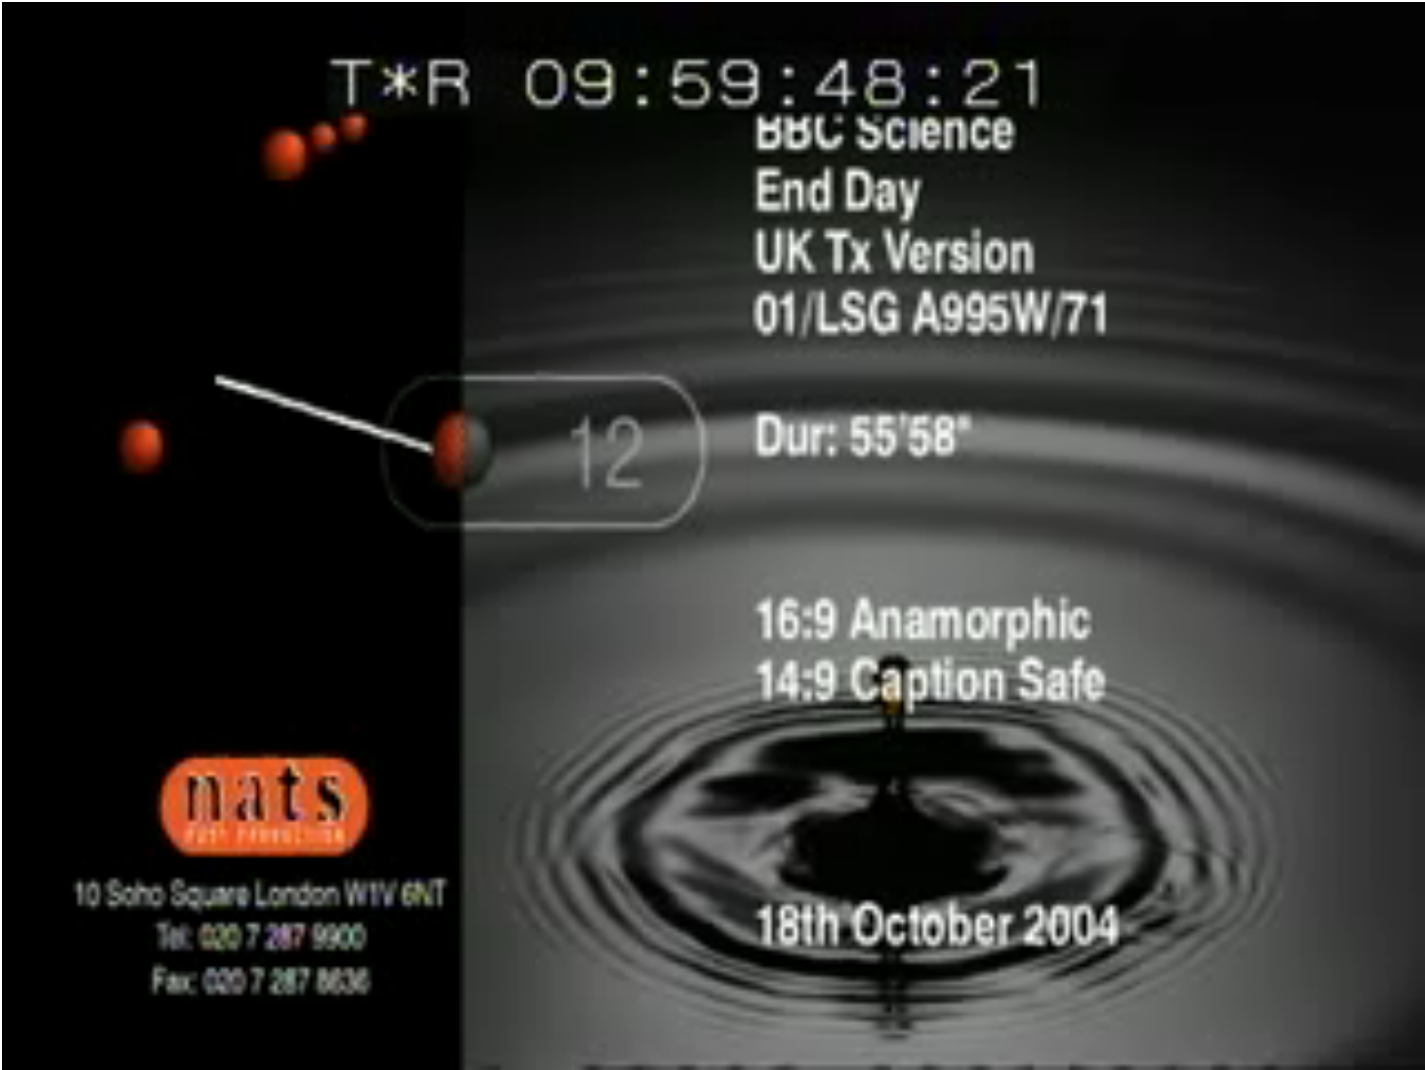 T*R 09:59:48:21
BBC Science
End Day
UK Tx Version
01/LSG A995W/71
12
Dur: 55'58"
16:9 Anamorphic
14:9 Caption Safe
nats
POST PRODUCTION
10 Soho Square London W1V 6NT
Tel: 020 7 287 9900
Fax: 020 7 287 8636
18th October 2004